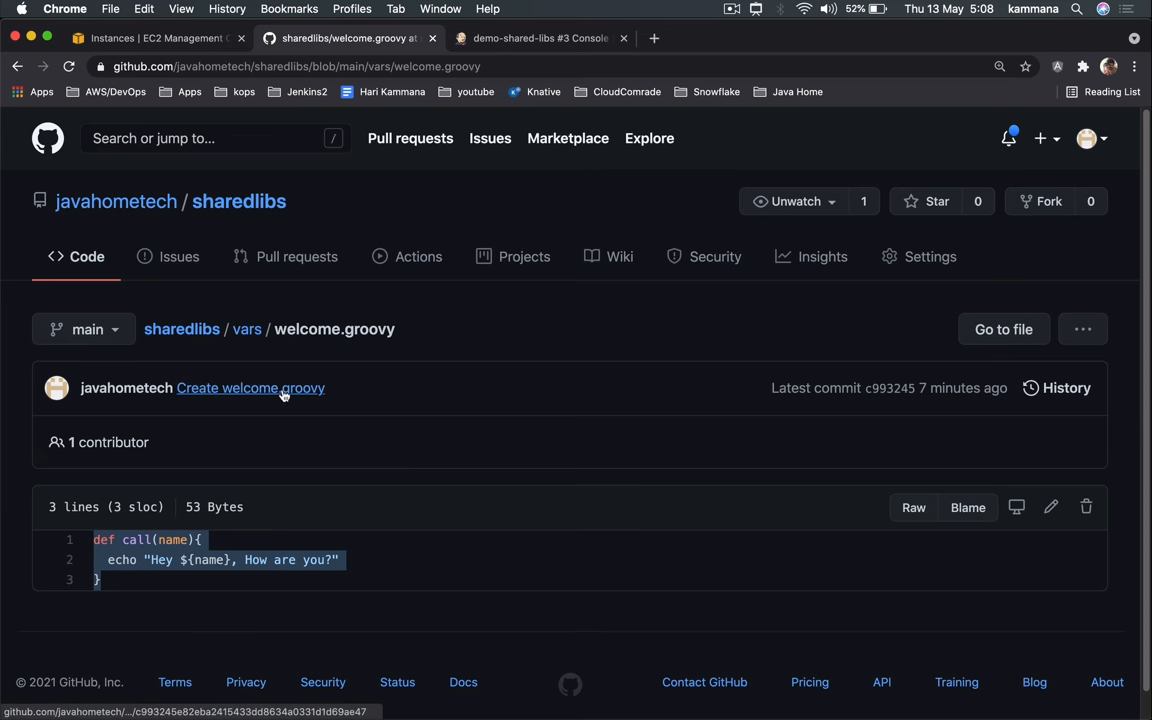 Chrome File Edit View History Bookmarks Profiles Tab Window Help 52% Thu 13 May 5:08 kammana
Instances | EC2 Management C sharedlibs/welcome.groovy at demo-shared-libs #3 Console
github.com/javahometech/sharedlibs/blob/main/vars/welcome.groovy
Apps AWS/DevOps Apps kops Jenkins2 Hari Kammana youtube Knative CloudComrade Snowflake Java Home Reading List
Search or jump to... / Pull requests Issues Marketplace Explore
javahometech / sharedlibs Unwatch 1 Star 0 Fork 0
<> Code Issues Pull requests Actions Projects Wiki Security Insights Settings
main sharedlibs / vars / welcome.groovy Go to file ...
javahometech Create welcome.groovy Latest commit c993245 7 minutes ago History
1 contributor
3 lines (3 sloc) 53 Bytes Raw Blame
1 def call(name){
2 echo "Hey ${name}, How are you?"
3 }
© 2021 GitHub, Inc. Terms Privacy Security Status Docs Contact GitHub Pricing API Training Blog About
github.com/javahometech/.../c993245e82eba2415433dd8634a0331d1d69ae47